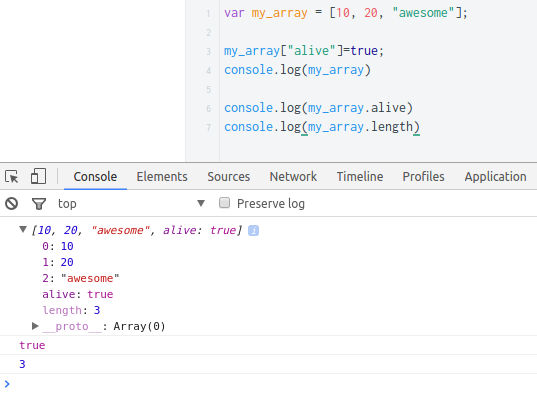 1 var my_array = [10, 20, "awesome"];
2
3 my_array["alive"]=true;
4 console.log(my_array)
5
6 console.log(my_array.alive)
7 console.log(my_array.length)
Console Elements Sources Network Timeline Profiles Application
top Preserve log
[10, 20, "awesome", alive: true] i
0: 10
1: 20
2: "awesome"
alive: true
length: 3
__proto__: Array(0)
true
3